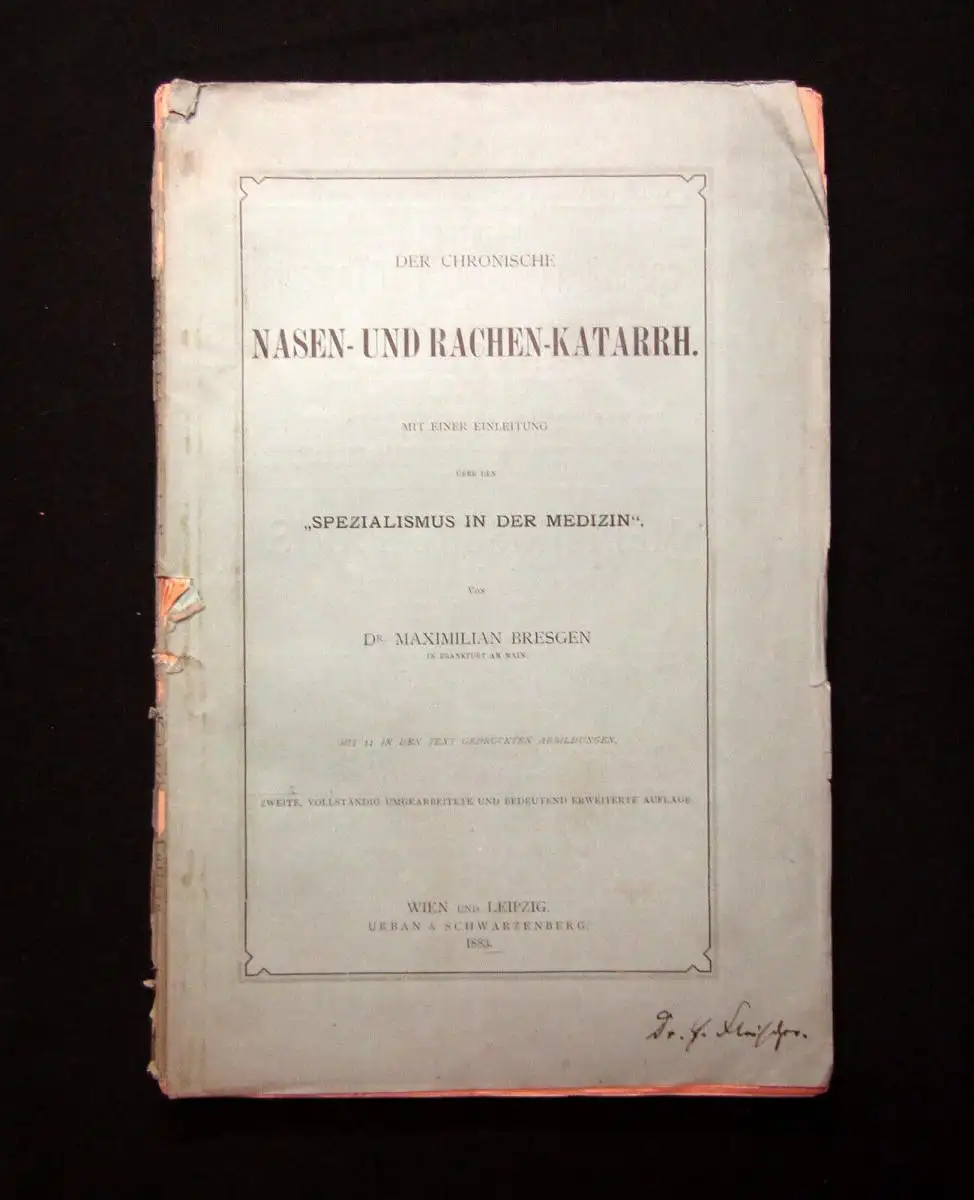 DER CHRONISCHE
NASEN- UND RACHEN-KATARRH.
MIT EINER EINLEITUNG
ÜBER DEN
„SPEZIALISMUS IN DER MEDIZIN“.
VON
DR. MAXIMILIAN BRESGEN
IN FRANKFURT AM MAIN.
MIT 11 IN DEN TEXT GEDRUCKTEN ABBILDUNGEN.
ZWEITE, VOLLSTÄNDIG UMGEARBEITETE UND BEDEUTEND ERWEITERTE AUFLAGE.
WIEN UND LEIPZIG.
URBAN & SCHWARZENBERG.
1883.
Dr. Fleischer.